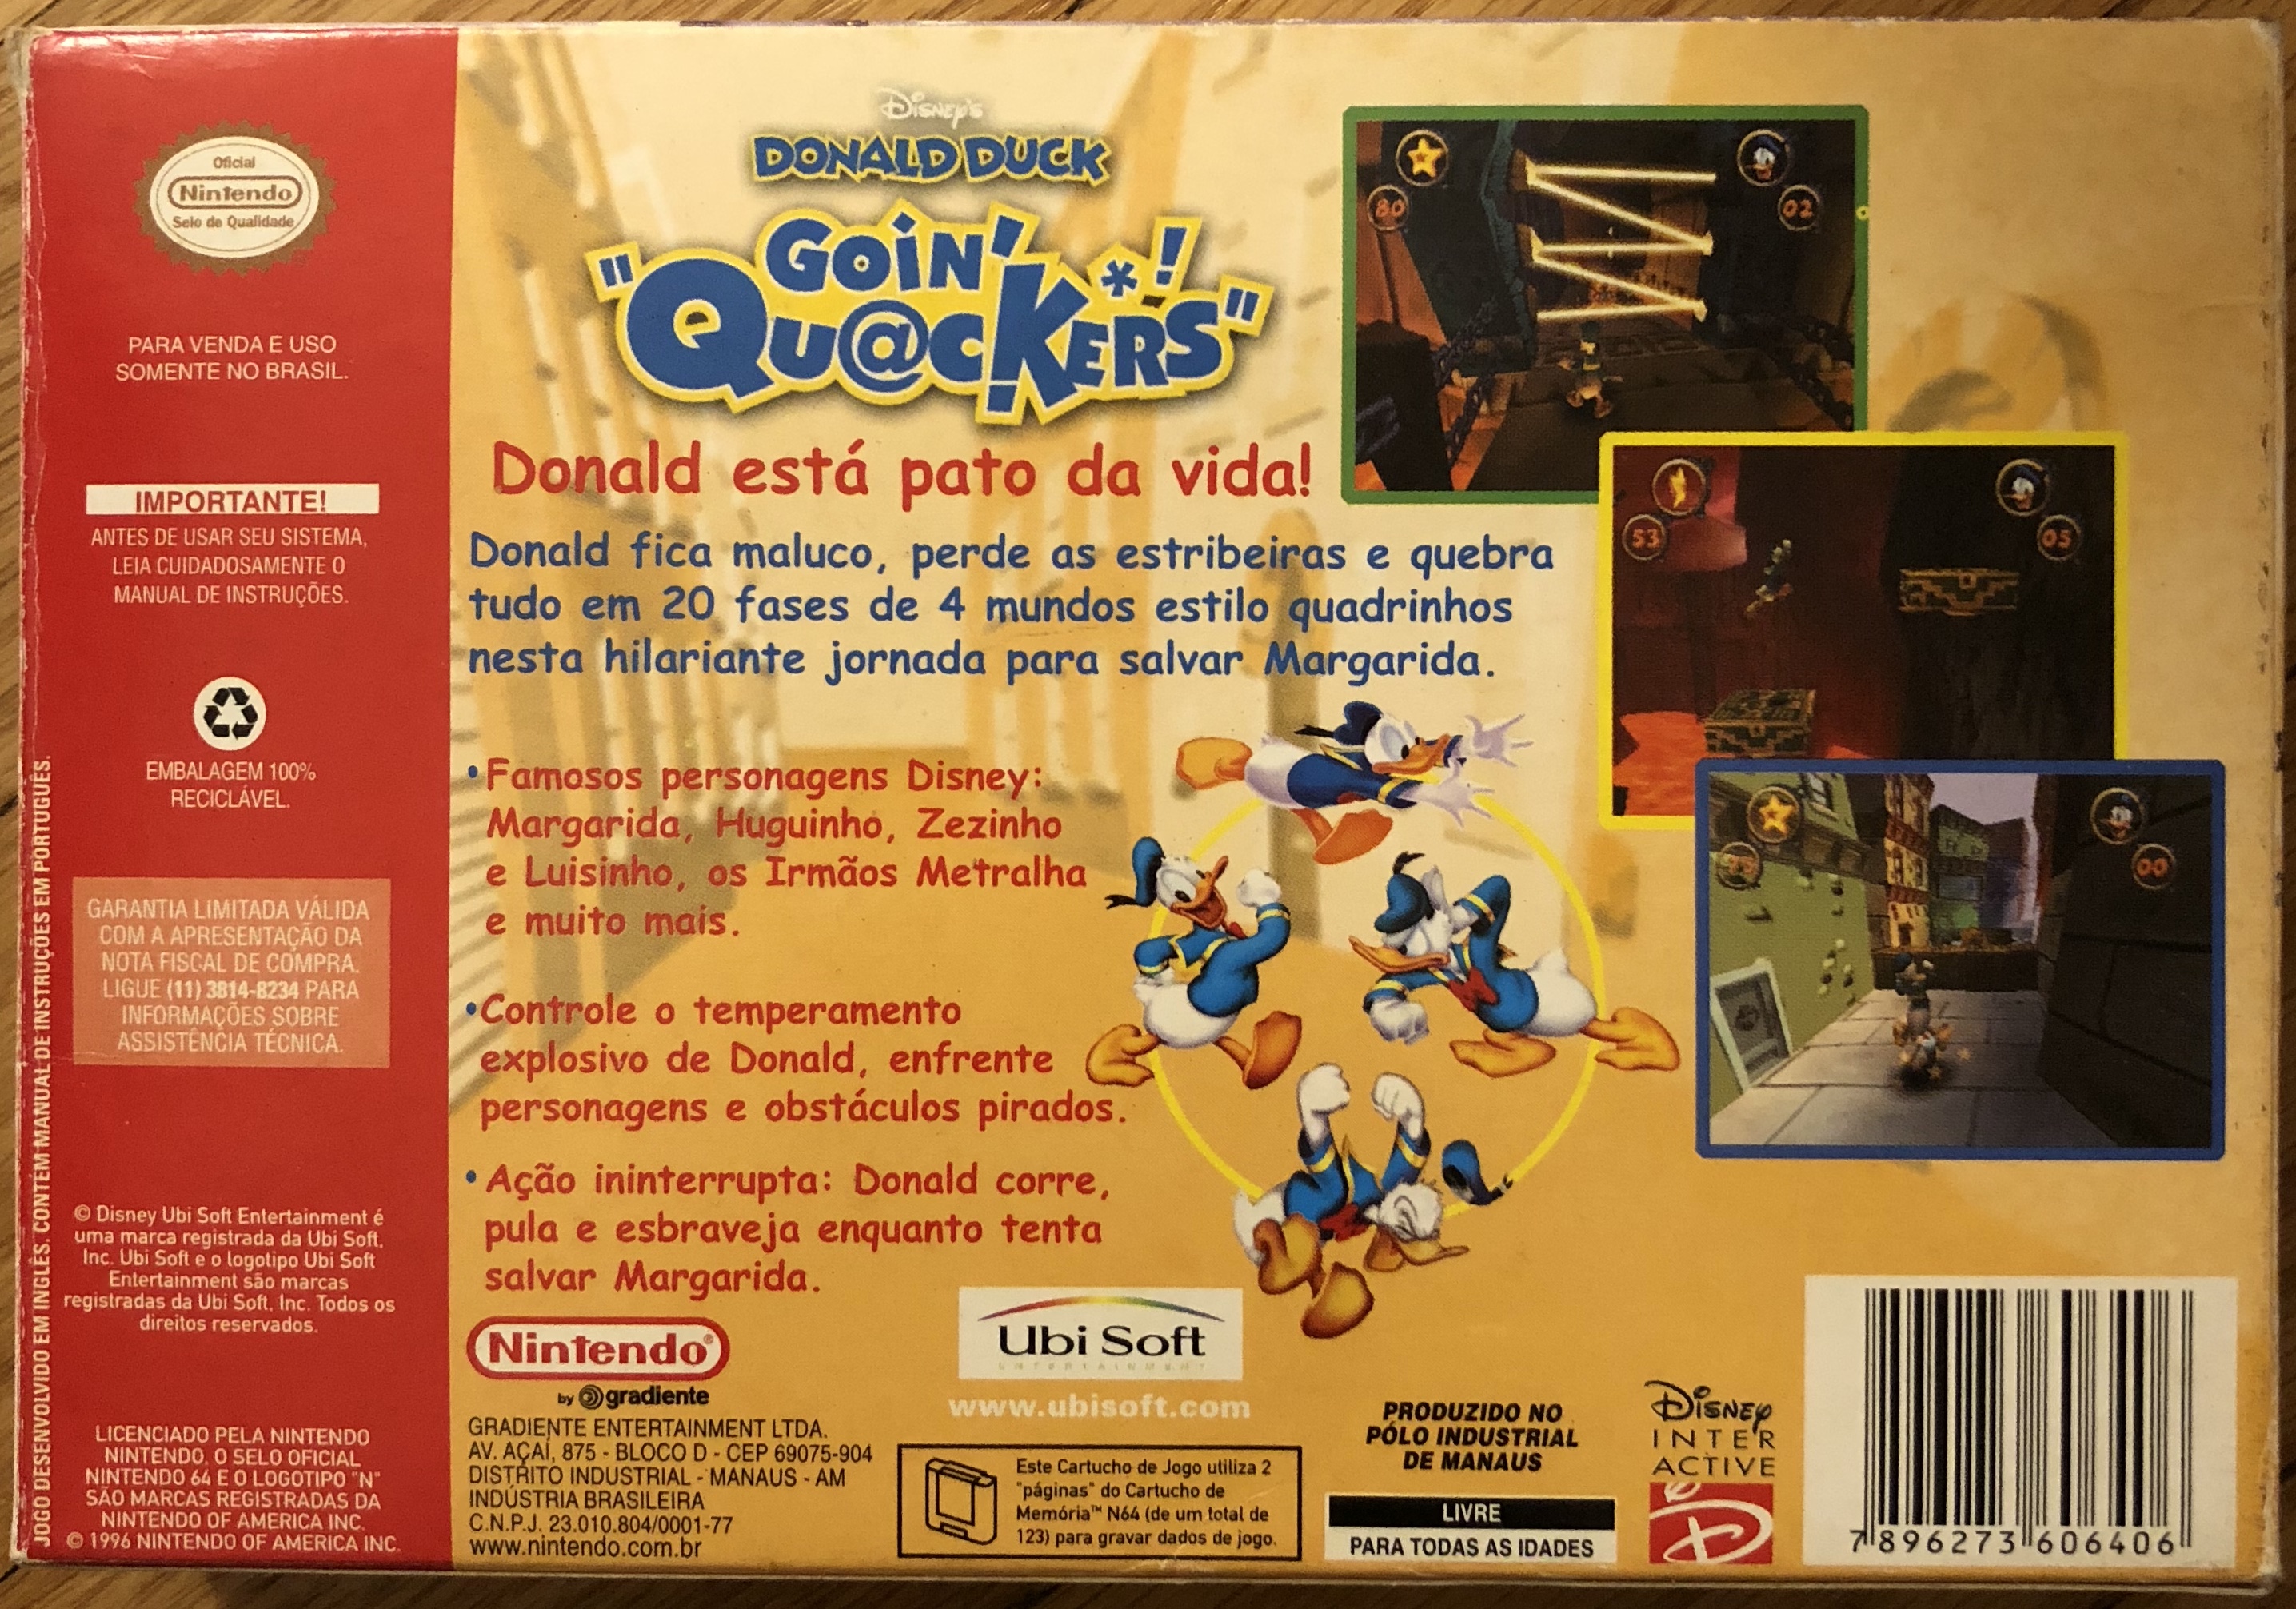 Oficial
Nintendo
Selo de Qualidade
PARA VENDA E USO
SOMENTE NO BRASIL.
IMPORTANTE!
ANTES DE USAR SEU SISTEMA,
LEIA CUIDADOSAMENTE O
MANUAL DE INSTRUÇÕES.
EMBALAGEM 100%
RECICLÁVEL.
GARANTIA LIMITADA VÁLIDA
COM A APRESENTAÇÃO DA
NOTA FISCAL DE COMPRA.
LIGUE (11) 3814-8234 PARA
INFORMAÇÕES SOBRE
ASSISTÊNCIA TÉCNICA.
© Disney Ubi Soft Entertainment é
uma marca registrada da Ubi Soft,
Inc. Ubi Soft e o logotipo Ubi Soft
Entertainment são marcas
registradas da Ubi Soft, Inc. Todos os
direitos reservados.
LICENCIADO PELA NINTENDO
NINTENDO, O SELO OFICIAL
NINTENDO 64 E O LOGOTIPO "N"
SÃO MARCAS REGISTRADAS DA
NINTENDO OF AMERICA INC.
© 1996 NINTENDO OF AMERICA INC.
JOGO DESENVOLVIDO EM INGLÊS. CONTÉM MANUAL DE INSTRUÇÕES EM PORTUGUÊS.
DISNEY'S
DONALD DUCK
GOIN'
"QU@CK*!ERS"
Donald está pato da vida!
Donald fica maluco, perde as estribeiras e quebra
tudo em 20 fases de 4 mundos estilo quadrinhos
nesta hilariante jornada para salvar Margarida.
•Famosos personagens Disney:
Margarida, Huguinho, Zezinho
e Luisinho, os Irmãos Metralha
e muito mais.
•Controle o temperamento
explosivo de Donald, enfrente
personagens e obstáculos pirados.
•Ação ininterrupta: Donald corre,
pula e esbraveja enquanto tenta
salvar Margarida.
80
02
53
05
00
Nintendo®
by gradiente
GRADIENTE ENTERTAINMENT LTDA.
AV. AÇAÍ, 875 - BLOCO D - CEP 69075-904
DISTRITO INDUSTRIAL - MANAUS - AM
INDÚSTRIA BRASILEIRA
C.N.P.J. 23.010.804/0001-77
www.nintendo.com.br
Ubi Soft
ENTERTAINMENT
www.ubisoft.com
Este Cartucho de Jogo utiliza 2
"páginas" do Cartucho de
Memória™ N64 (de um total de
123) para gravar dados de jogo.
PRODUZIDO NO
PÓLO INDUSTRIAL
DE MANAUS
LIVRE
PARA TODAS AS IDADES
DISNEY
INTER
ACTIVE
7 896273 606406